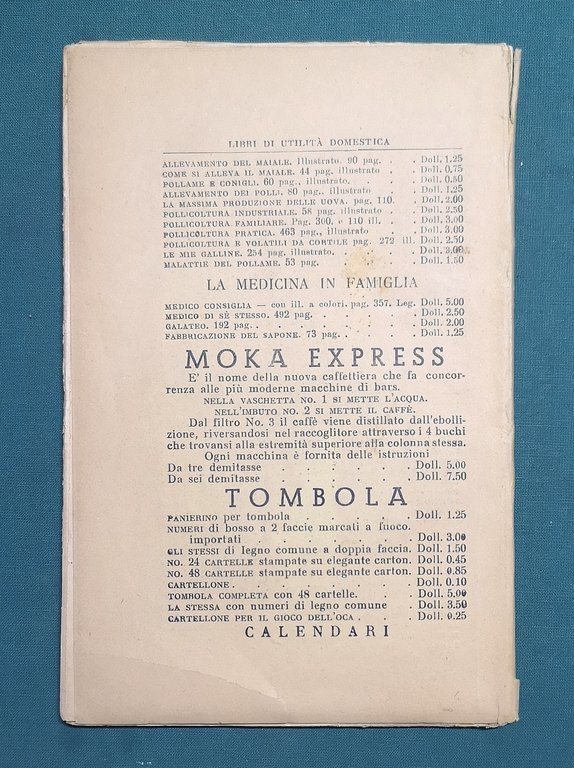 LIBRI DI UTILITÀ DOMESTICA
ALLEVAMENTO DEL MAIALE. Illustrato. 90 pag. . . Doll. 1.25
COME SI ALLEVA IL MAIALE. 44 pag. illustrato . . Doll. 0,75
POLLAME E CONIGLI. 60 pag., illustrato. . . . Doll. 0.50
ALLEVAMENTO DEI POLLI. 80 pag., illustrato . . Doll. 1.25
LA MASSIMA PRODUZIONE DELLE UOVA. pag. 110. . Doll. 2.00
POLLICOLTURA INDUSTRIALE. 58 pag. illustrato . . Doll. 2.50
POLLICOLTURA FAMILIARE. Pag. 300. e 110 ill. . . Doll. 3,00
POLLICOLTURA PRATICA. 463 pag., illustrato . . Doll. 3.00
POLLICOLTURA E VOLATILI DA CORTILE pag. 272 ill. Doll. 2.50
LE MIE GALLINE. 254 pag. illustrato. . . . . Doll. 3,00
MALATTIE DEL POLLAME. 53 pag. . . . . Doll. 1.50
LA MEDICINA IN FAMIGLIA
MEDICO CONSIGLIA — con ill. a colori. pag. 357. Leg. Doll. 5.00
MEDICO DI SÈ STESSO. 492 pag. . . . . . Doll. 2.50
GALATEO. 192 pag. . . . . . . . Doll. 2.00
FABBRICAZIONE DEL SAPONE. 73 pag. . . . . Doll. 1,25
MOKA EXPRESS
E' il nome della nuova caffettiera che fa concor-
renza alle più moderne macchine di bars.
NELLA VASCHETTA NO. 1 SI METTE L'ACQUA.
NELL'IMBUTO NO. 2 SI METTE IL CAFFÈ.
Dal filtro No. 3 il caffè viene distillato dall'eboli-
zione, riversandosi nel raccoglitore attraverso i 4 buchi
che trovansi alla estremità superiore alla colonna stessa.
Ogni macchina è fornita delle istruzioni
Da tre demitasse . . . . . . Doll. 5.00
Da sei demitasse . . . . . . Doll. 7.50
TOMBOLA
PANIERINO per tombola . . . . . Doll. 1.25
NUMERI di bosso a 2 faccie marcati a fuoco.
importati . . . . . . . Doll. 3.00
GLI STESSI di legno comune a doppia faccia. Doll. 1.50
NO. 24 CARTELLE stampate su elegante carton. Doll. 0.45
NO. 48 CARTELLE stampate su elegante carton. Doll. 0.85
CARTELLONE . . . . . . . Doll. 0.10
TOMBOLA COMPLETA con 48 cartelle. . . . Doll. 5.00
LA STESSA con numeri di legno comune . . Doll. 3.50
CARTELLONE PER IL GIOCO DELL'OCA . . . Doll. 0.25
CALENDARI